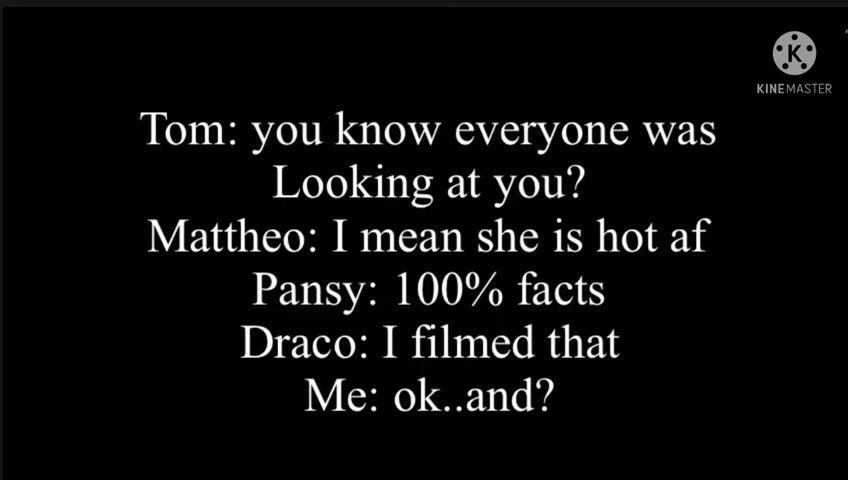 KINEMASTER
Tom: you know everyone was
Looking at you?
Mattheo: I mean she is hot af
Pansy: 100% facts
Draco: I filmed that
Me: ok..and?